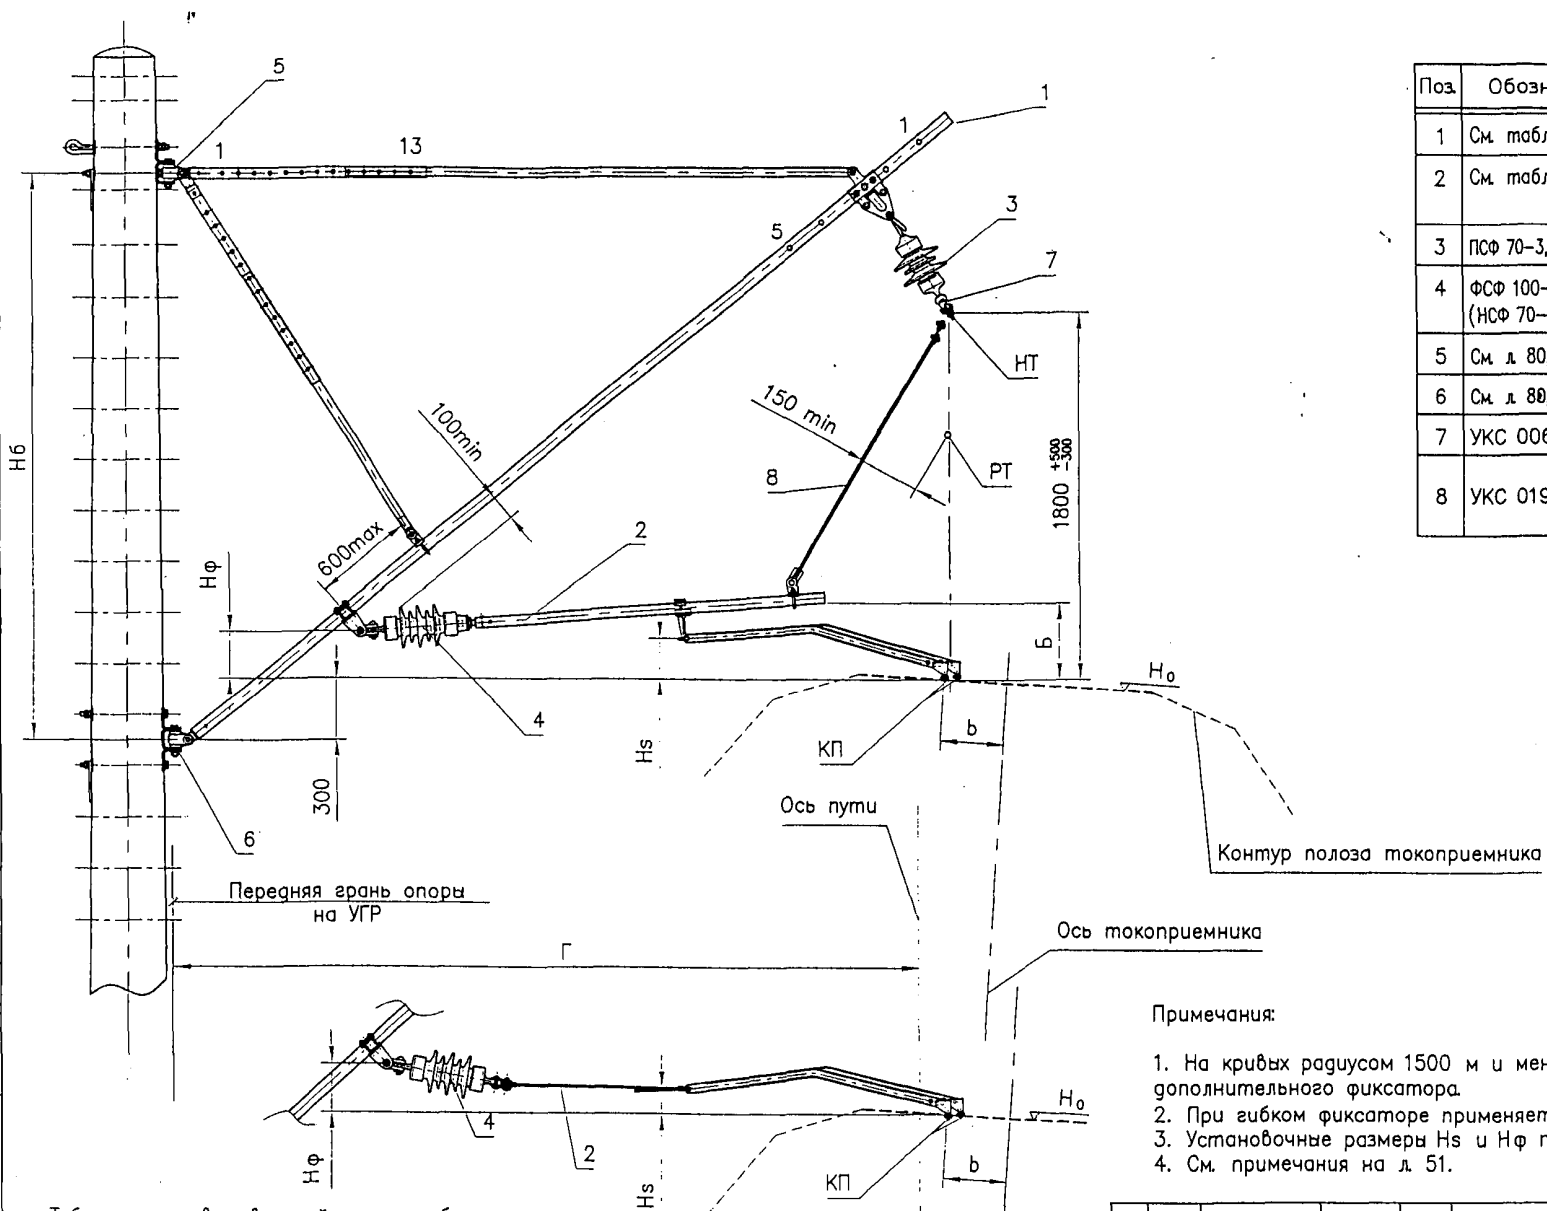 5
1
1
13
1
5
3
7
НТ
Нб
100min
150 min
8
РТ
1800 +500 -300
600max
Нф
2
4
Б
Но
Hs
КП
b
300
6
Ось пути
Контур полоза токоприемника
Передняя грань опоры
на УГР
Ось токоприемника
Г
Нф
4
2
Hs
КП
b
Но
Поз.
1 См. табл
2 См. табл
3 ПСФ 70-3,
4 ФСФ 100-
(НСФ 70-
5 См. л. 80
6 См. л. 80
7 УКС 006
8 УКС 019
Примечания:
1. На кривых радиусом 1500 м и
дополнительного фиксатора.
2. При гибком фиксаторе
3. Установочные размеры Hs и Нф
4. См. примечания на л. 51.